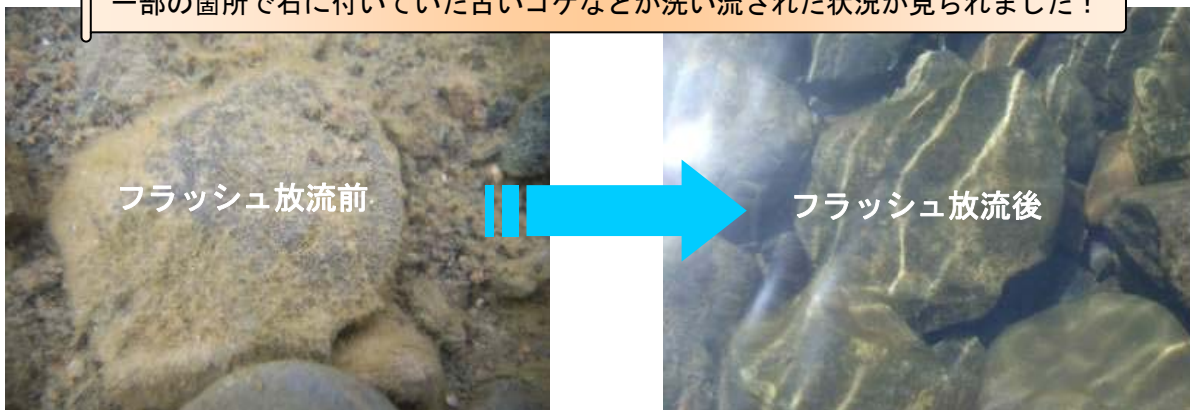 一部の箇所で石に付いていた古いコケなどが洗い流された状況が見られました！
フラッシュ放流前
フラッシュ放流後